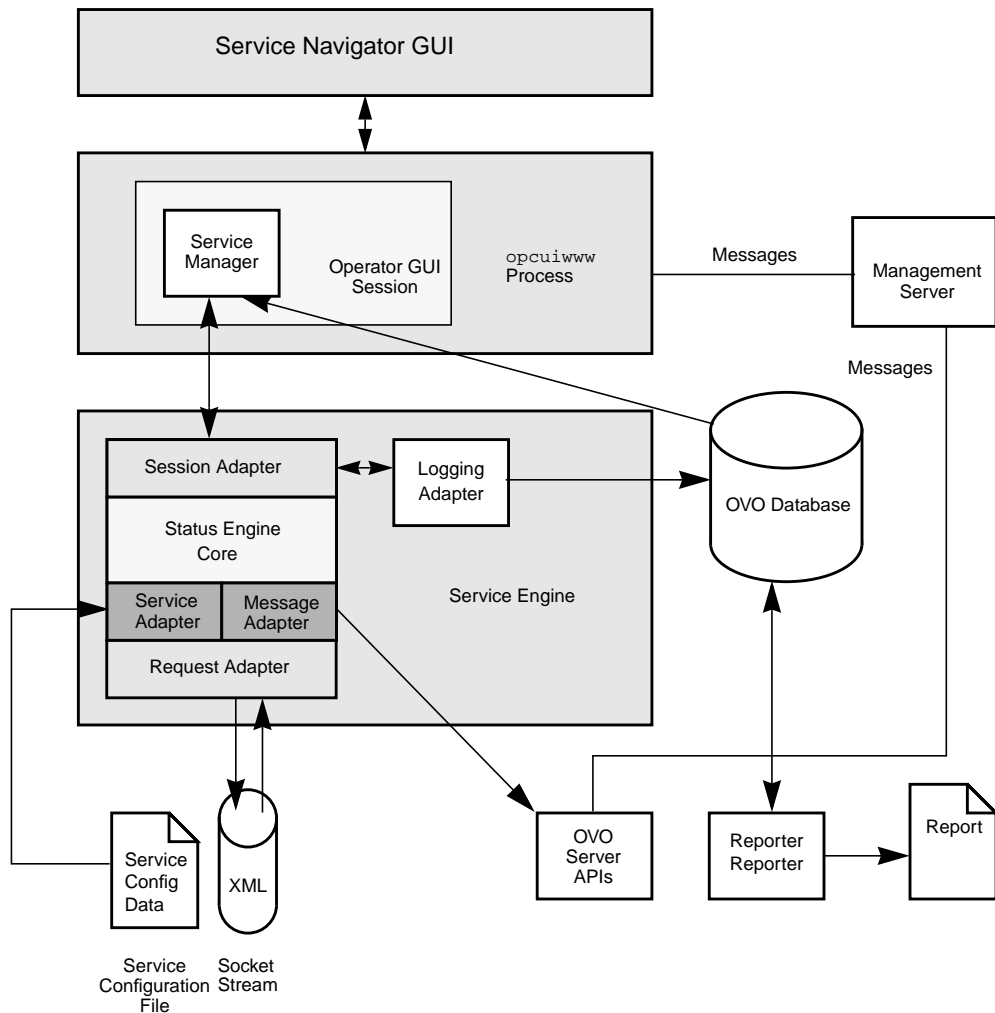 Service Navigator GUI
Service
Manager
Operator GUI
Session
opcuiwww
Process
Messages
Management
Server
Messages
Session Adapter
Logging
Adapter
OVO Database
Status Engine
Core
Service
Adapter
Message
Adapter
Service Engine
Request Adapter
Service
Config
Data
XML
OVO
Server
APIs
Reporter
Reporter
Report
Service
Configuration
File
Socket
Stream